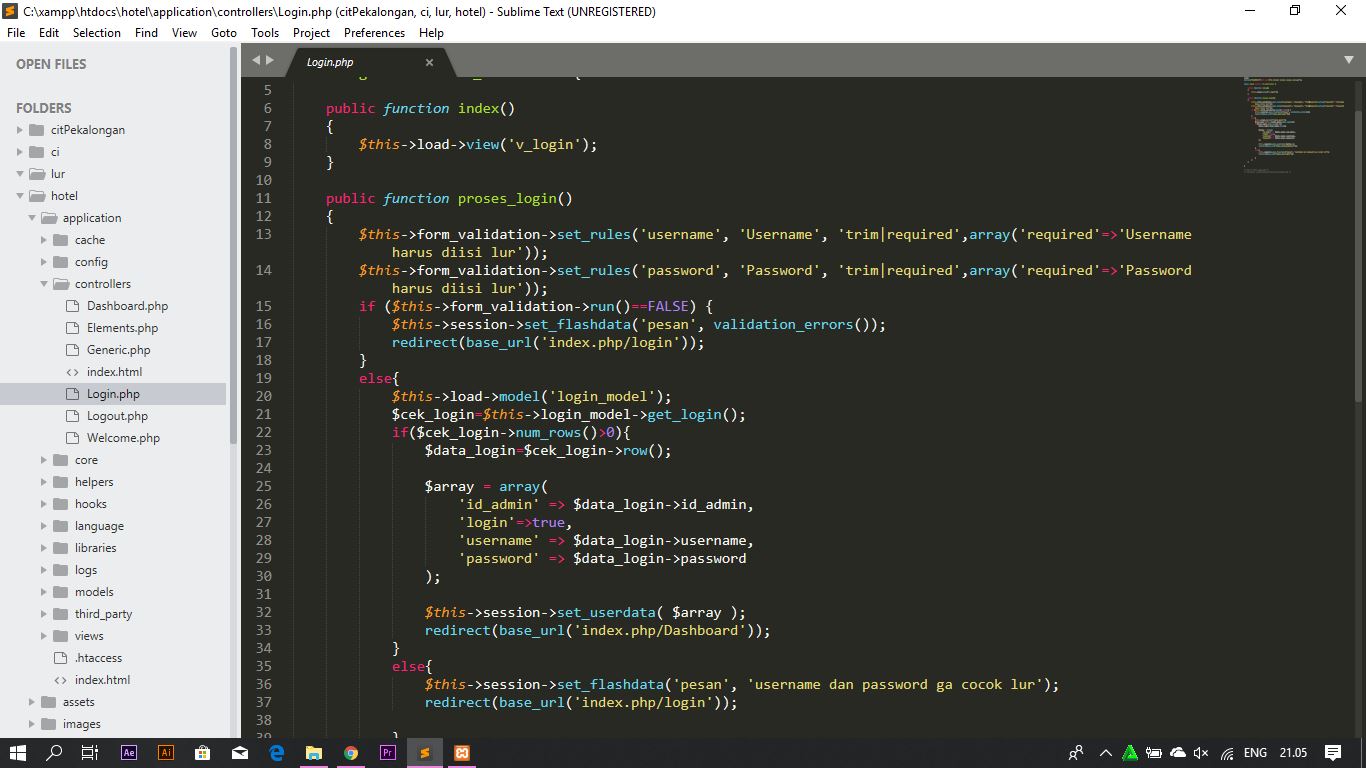 C:\xampp\htdocs\hotel\application\controllers\Login.php (citPekalongan, ci, lur, hotel) - Sublime Text (UNREGISTERED)
File Edit Selection Find View Goto Tools Project Preferences Help
OPEN FILES
FOLDERS
citPekalongan
ci
lur
hotel
application
cache
config
controllers
Dashboard.php
Elements.php
Generic.php
<> index.html
Login.php
Logout.php
Welcome.php
core
helpers
hooks
language
libraries
logs
models
third_party
views
.htaccess
<> index.html
assets
images
Login.php ×
5
6 public function index()
7 {
8 $this->load->view('v_login');
9 }
10
11 public function proses_login()
12 {
13 $this->form_validation->set_rules('username', 'Username', 'trim|required',array('required'=>'Username
harus diisi lur'));
14 $this->form_validation->set_rules('password', 'Password', 'trim|required',array('required'=>'Password
harus diisi lur'));
15 if ($this->form_validation->run()==FALSE) {
16 $this->session->set_flashdata('pesan', validation_errors());
17 redirect(base_url('index.php/login'));
18 }
19 else{
20 $this->load->model('login_model');
21 $cek_login=$this->login_model->get_login();
22 if($cek_login->num_rows()>0){
23 $data_login=$cek_login->row();
24
25 $array = array(
26 'id_admin' => $data_login->id_admin,
27 'login'=>true,
28 'username' => $data_login->username,
29 'password' => $data_login->password
30 );
31
32 $this->session->set_userdata( $array );
33 redirect(base_url('index.php/Dashboard'));
34 }
35 else{
36 $this->session->set_flashdata('pesan', 'username dan password ga cocok lur');
37 redirect(base_url('index.php/login'));
38
39 }
Ae Ai Pr ENG 21.05